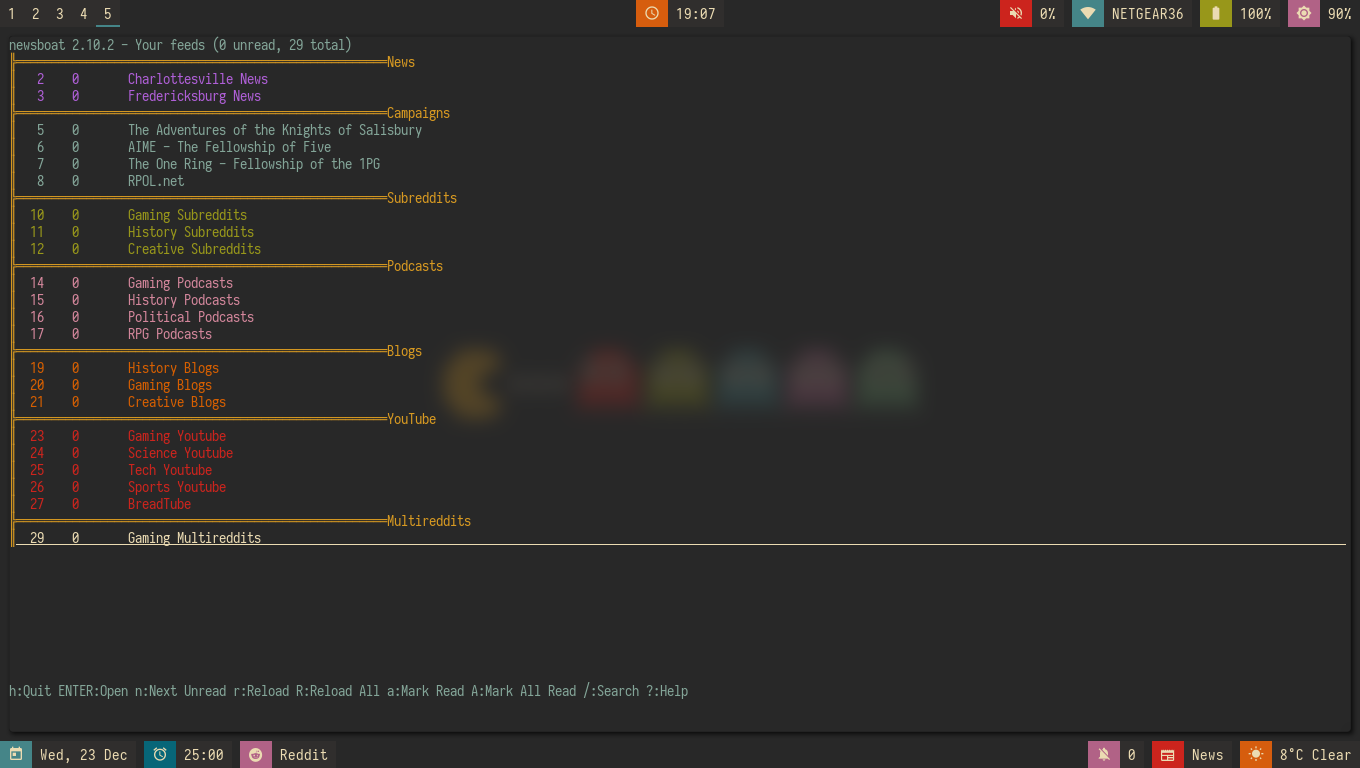 1 2 3 4 5 19:07 0% NETGEAR36 100% 90%
newsboat 2.10.2 - Your feeds (0 unread, 29 total)
News
2 0 Charlottesville News
3 0 Fredericksburg News
Campaigns
5 0 The Adventures of the Knights of Salisbury
6 0 AIME - The Fellowship of Five
7 0 The One Ring - Fellowship of the 1PG
8 0 RPOL.net
Subreddits
10 0 Gaming Subreddits
11 0 History Subreddits
12 0 Creative Subreddits
Podcasts
14 0 Gaming Podcasts
15 0 History Podcasts
16 0 Political Podcasts
17 0 RPG Podcasts
Blogs
19 0 History Blogs
20 0 Gaming Blogs
21 0 Creative Blogs
YouTube
23 0 Gaming Youtube
24 0 Science Youtube
25 0 Tech Youtube
26 0 Sports Youtube
27 0 BreadTube
Multireddits
29 0 Gaming Multireddits
h:Quit ENTER:Open n:Next Unread r:Reload R:Reload All a:Mark Read A:Mark All Read /:Search ?:Help
Wed, 23 Dec 25:00 Reddit 0 News 8°C Clear